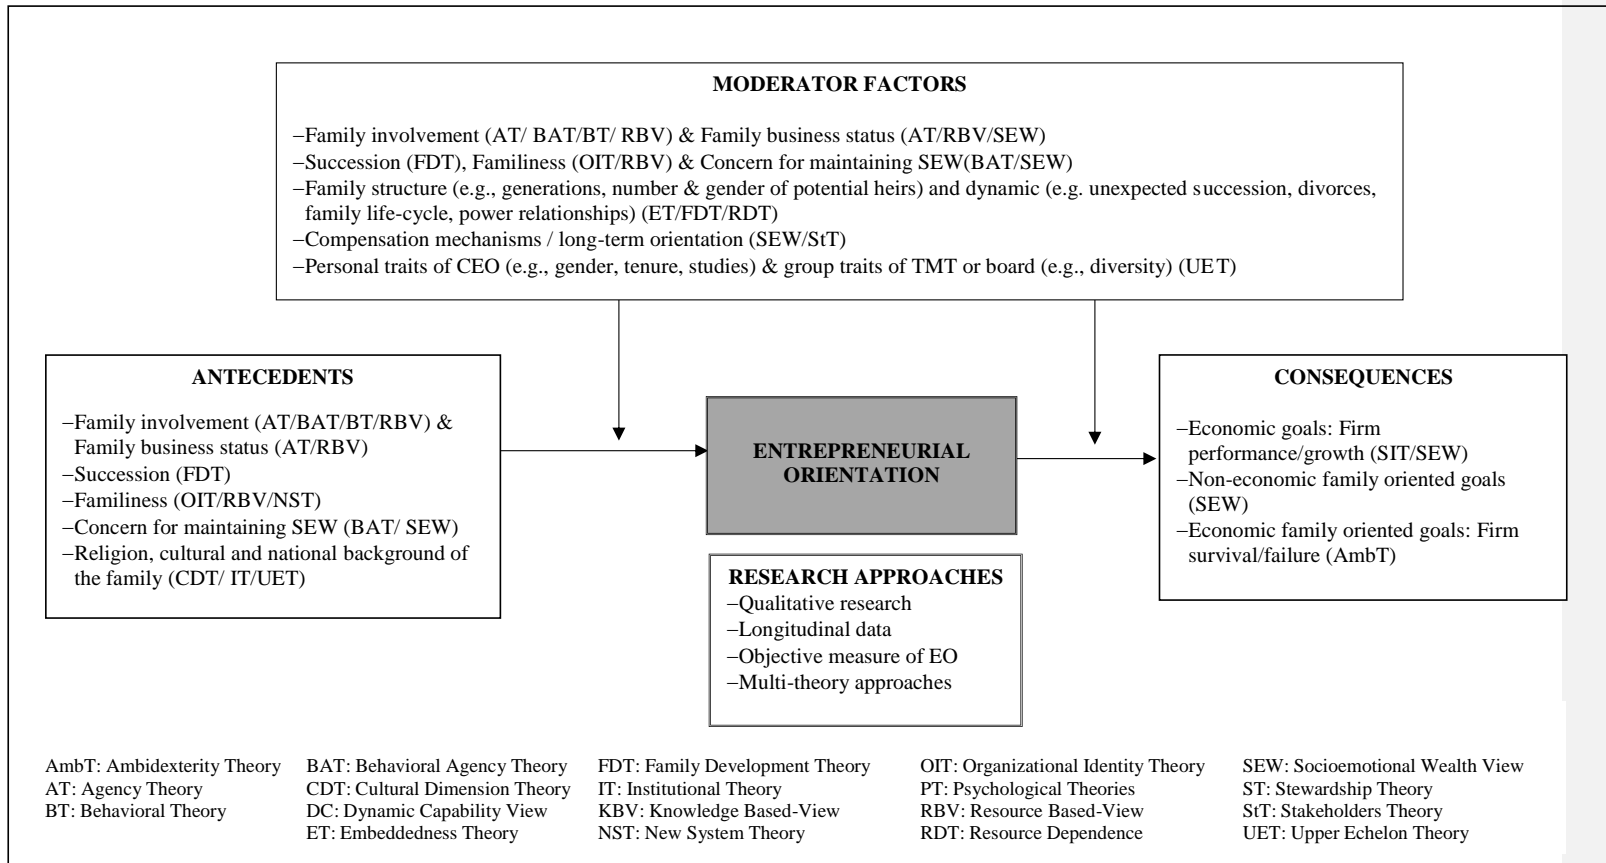 MODERATOR FACTORS
−Family involvement (AT/ BAT/BT/ RBV) & Family business status (AT/RBV/SEW)
−Succession (FDT), Familiness (OIT/RBV) & Concern for maintaining SEW(BAT/SEW)
−Family structure (e.g., generations, number & gender of potential heirs) and dynamic (e.g. unexpected succession, divorces,
family life-cycle, power relationships) (ET/FDT/RDT)
−Compensation mechanisms / long-term orientation (SEW/StT)
−Personal traits of CEO (e.g., gender, tenure, studies) & group traits of TMT or board (e.g., diversity) (UET)
ANTECEDENTS
−Family involvement (AT/BAT/BT/RBV) &
Family business status (AT/RBV)
−Succession (FDT)
−Familiness (OIT/RBV/NST)
−Concern for maintaining SEW (BAT/ SEW)
−Religion, cultural and national background of
the family (CDT/ IT/UET)
ENTREPRENEURIAL
ORIENTATION
CONSEQUENCES
−Economic goals: Firm
performance/growth (SIT/SEW)
−Non-economic family oriented goals
(SEW)
−Economic family oriented goals: Firm
survival/failure (AmbT)
RESEARCH APPROACHES
−Qualitative research
−Longitudinal data
−Objective measure of EO
−Multi-theory approaches
AmbT: Ambidexterity Theory
AT: Agency Theory
BT: Behavioral Theory
BAT: Behavioral Agency Theory
CDT: Cultural Dimension Theory
DC: Dynamic Capability View
ET: Embeddedness Theory
FDT: Family Development Theory
IT: Institutional Theory
KBV: Knowledge Based-View
NST: New System Theory
OIT: Organizational Identity Theory
PT: Psychological Theories
RBV: Resource Based-View
RDT: Resource Dependence
SEW: Socioemotional Wealth View
ST: Stewardship Theory
StT: Stakeholders Theory
UET: Upper Echelon Theory